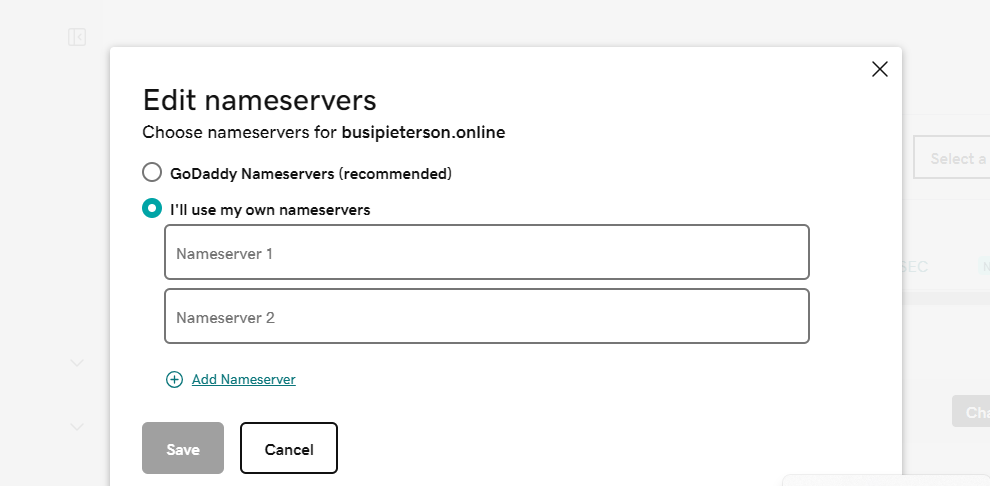 Edit nameservers
Choose nameservers for busipieterson.online
GoDaddy Nameservers (recommended)
I'll use my own nameservers
Nameserver 1
Nameserver 2
Add Nameserver
Save Cancel
Select a
SEC N
Cha